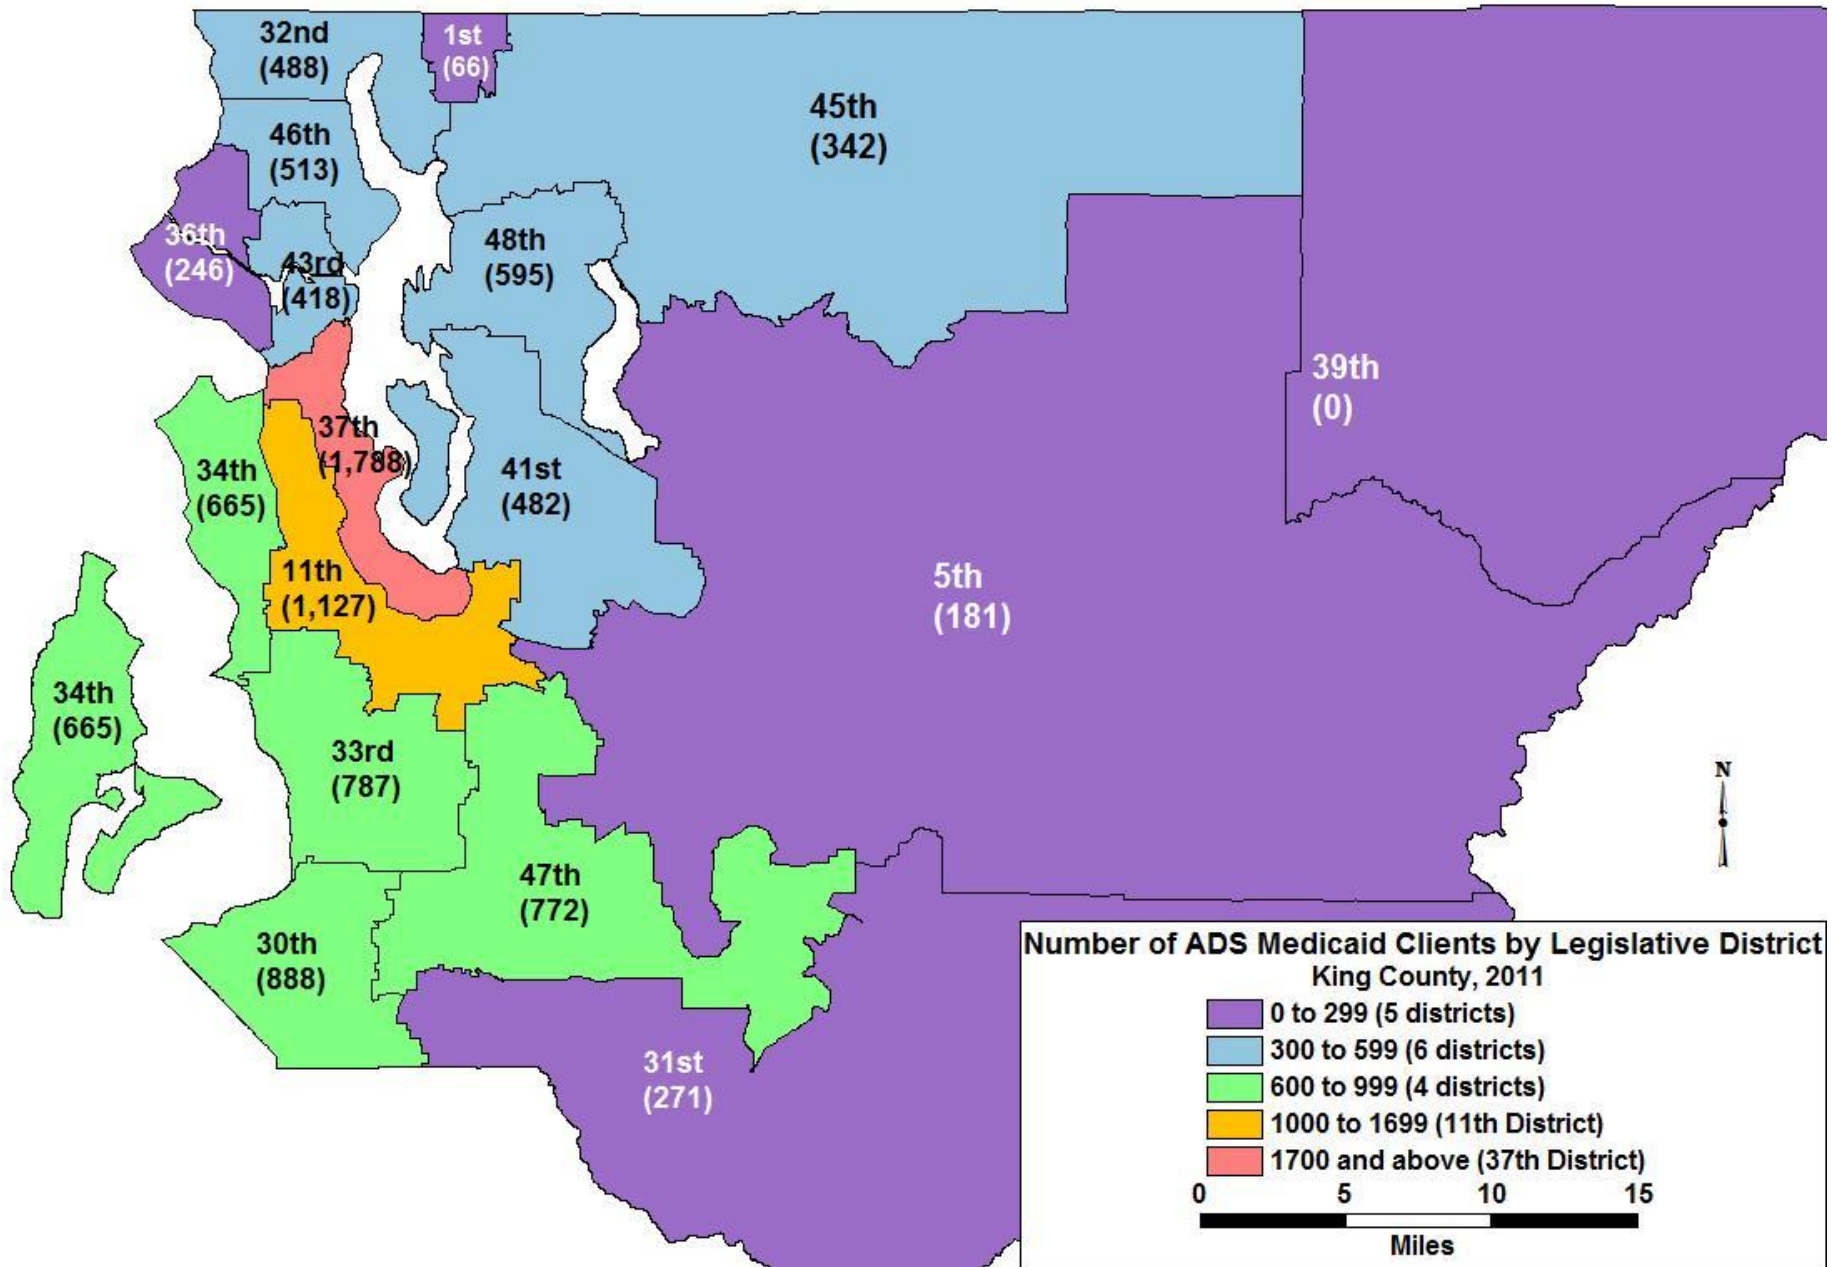 32nd
(488)
1st
(66)
45th
(342)
46th
(513)
36th
(246)
43rd
(418)
48th
(595)
39th
(0)
37th
(1,788)
34th
(665)
41st
(482)
11th
(1,127)
5th
(181)
34th
(665)
33rd
(787)
47th
(772)
30th
(888)
31st
(271)
N
Number of ADS Medicaid Clients by Legislative District
King County, 2011
0 to 299 (5 districts)
300 to 599 (6 districts)
600 to 999 (4 districts)
1000 to 1699 (11th District)
1700 and above (37th District)
0 5 10 15
Miles